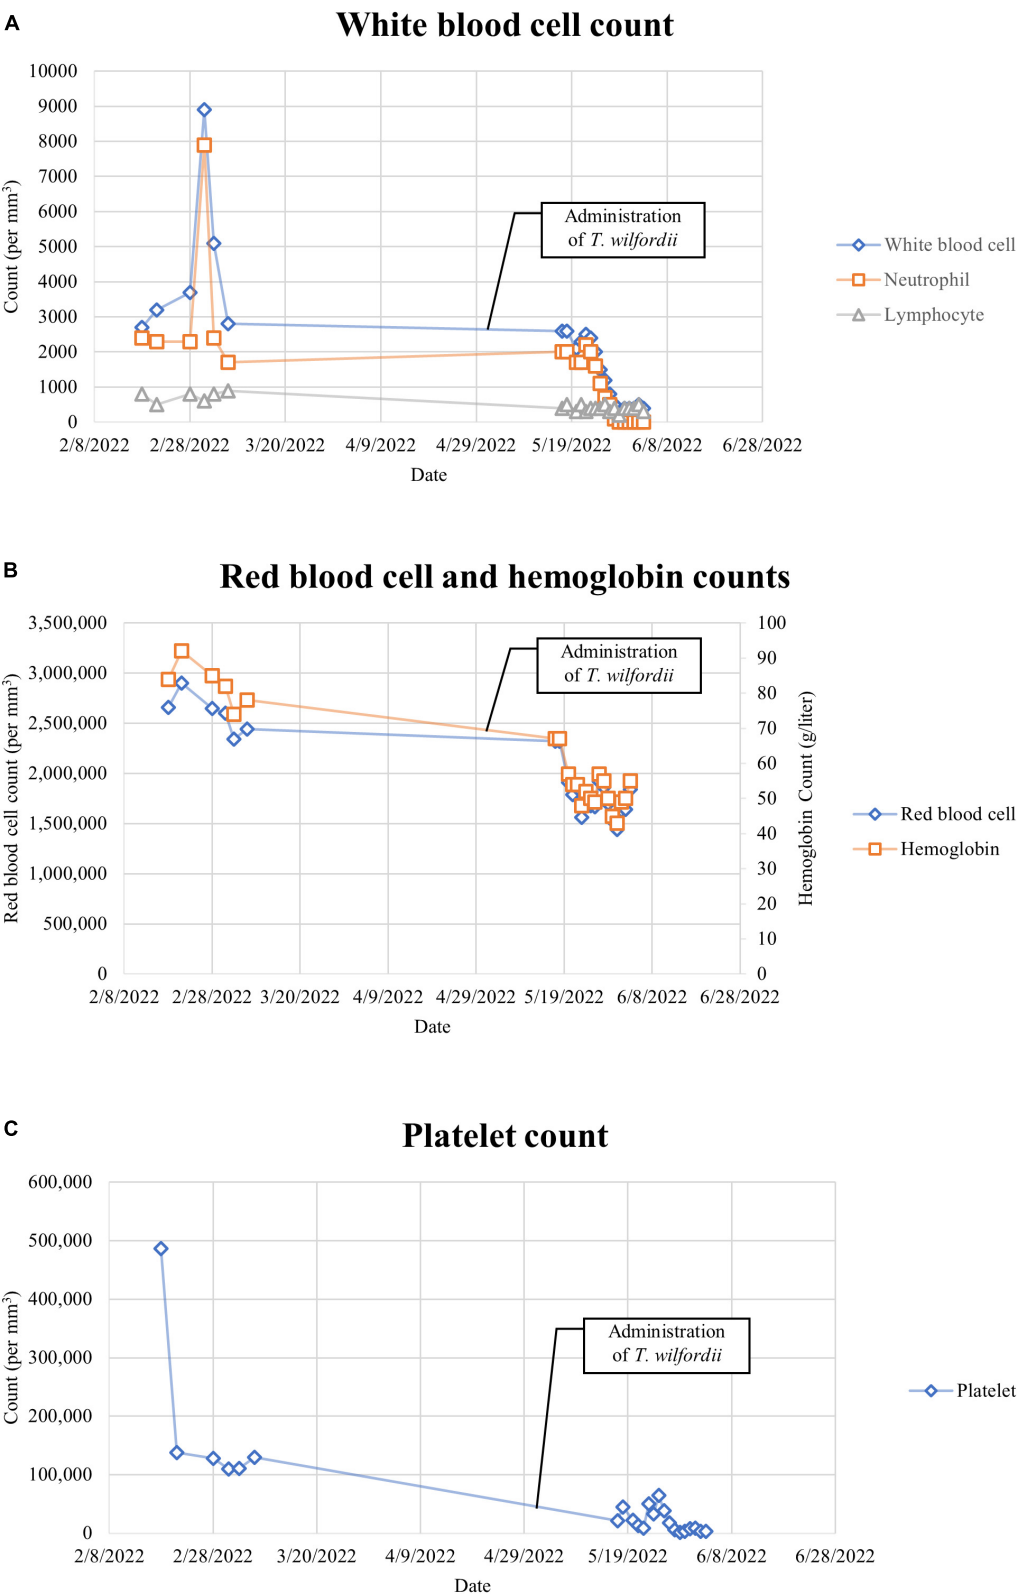 A
White blood cell count
10000
9000
8000
7000
6000
5000
4000
3000
2000
1000
0
Count (per mm³)
Administration
of T. wilfordii
White blood cell
Neutrophil
Lymphocyte
2/8/2022 2/28/2022 3/20/2022 4/9/2022 4/29/2022 5/19/2022 6/8/2022 6/28/2022
Date
B
Red blood cell and hemoglobin counts
3,500,000
3,000,000
2,500,000
2,000,000
1,500,000
1,000,000
500,000
0
Red blood cell count (per mm³)
Administration
of T. wilfordii
100
90
80
70
60
50
40
30
20
10
0
Hemoglobin Count (g/liter)
Red blood cell
Hemoglobin
2/8/2022 2/28/2022 3/20/2022 4/9/2022 4/29/2022 5/19/2022 6/8/2022 6/28/2022
Date
C
Platelet count
600,000
500,000
400,000
300,000
200,000
100,000
0
Count (per mm³)
Administration
of T. wilfordii
Platelet
2/8/2022 2/28/2022 3/20/2022 4/9/2022 4/29/2022 5/19/2022 6/8/2022 6/28/2022
Date